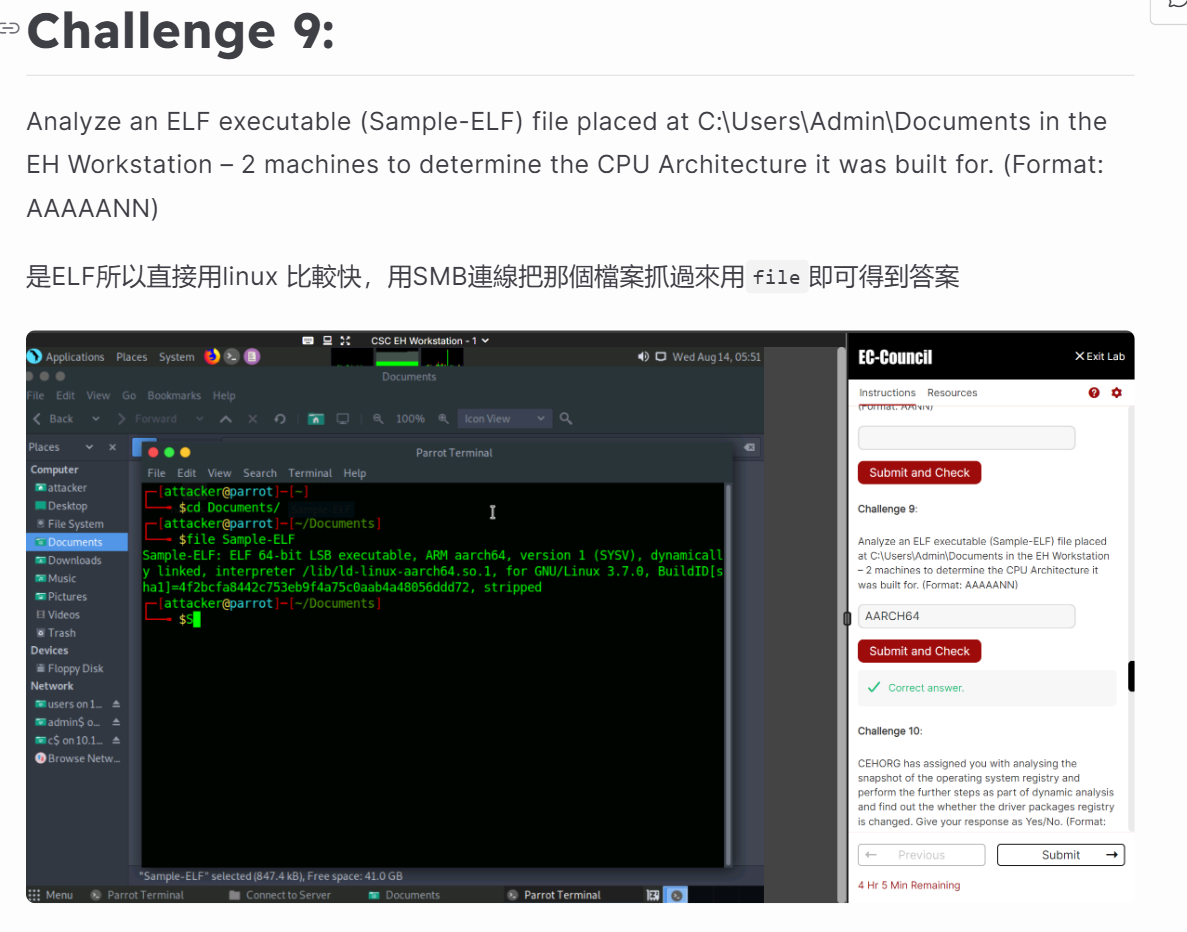 Challenge 9:
Analyze an ELF executable (Sample-ELF) file placed at C:\Users\Admin\Documents in the
EH Workstation – 2 machines to determine the CPU Architecture it was built for. (Format:
AAAAANN)
是ELF所以直接用linux 比較快，用SMB連線把那個檔案抓過來用 file 即可得到答案
CSC EH Workstation - 1
Applications Places System
Wed Aug 14, 05:51
Documents
File Edit View Go Bookmarks Help
Back Forward 100% Icon View
Places
Computer
attacker
Desktop
File System
Documents
Downloads
Music
Pictures
Videos
Trash
Devices
Floppy Disk
Network
users on 1...
admin$ o...
c$ on 10.1...
Browse Netw...
Parrot Terminal
File Edit View Search Terminal Help
[attacker@parrot]-[~]
$cd Documents/
[attacker@parrot]-[~/Documents]
$file Sample-ELF
Sample-ELF: ELF 64-bit LSB executable, ARM aarch64, version 1 (SYSV), dynamicall
y linked, interpreter /lib/ld-linux-aarch64.so.1, for GNU/Linux 3.7.0, BuildID[s
ha1]=4f2bcfa8442c753eb9f4a75c0aab4a48056ddd72, stripped
[attacker@parrot]-[~/Documents]
$S
"Sample-ELF" selected (847.4 kB), Free space: 41.0 GB
Menu Parrot Terminal Connect to Server Documents Parrot Terminal
EC-Council
Exit Lab
Instructions Resources
(Format: AANN)
Submit and Check
Challenge 9:
Analyze an ELF executable (Sample-ELF) file placed
at C:\Users\Admin\Documents in the EH Workstation
– 2 machines to determine the CPU Architecture it
was built for. (Format: AAAAANN)
AARCH64
Submit and Check
Correct answer.
Challenge 10:
CEHORG has assigned you with analysing the
snapshot of the operating system registry and
perform the further steps as part of dynamic analysis
and find out the whether the driver packages registry
is changed. Give your response as Yes/No. (Format:
Previous Submit
4 Hr 5 Min Remaining